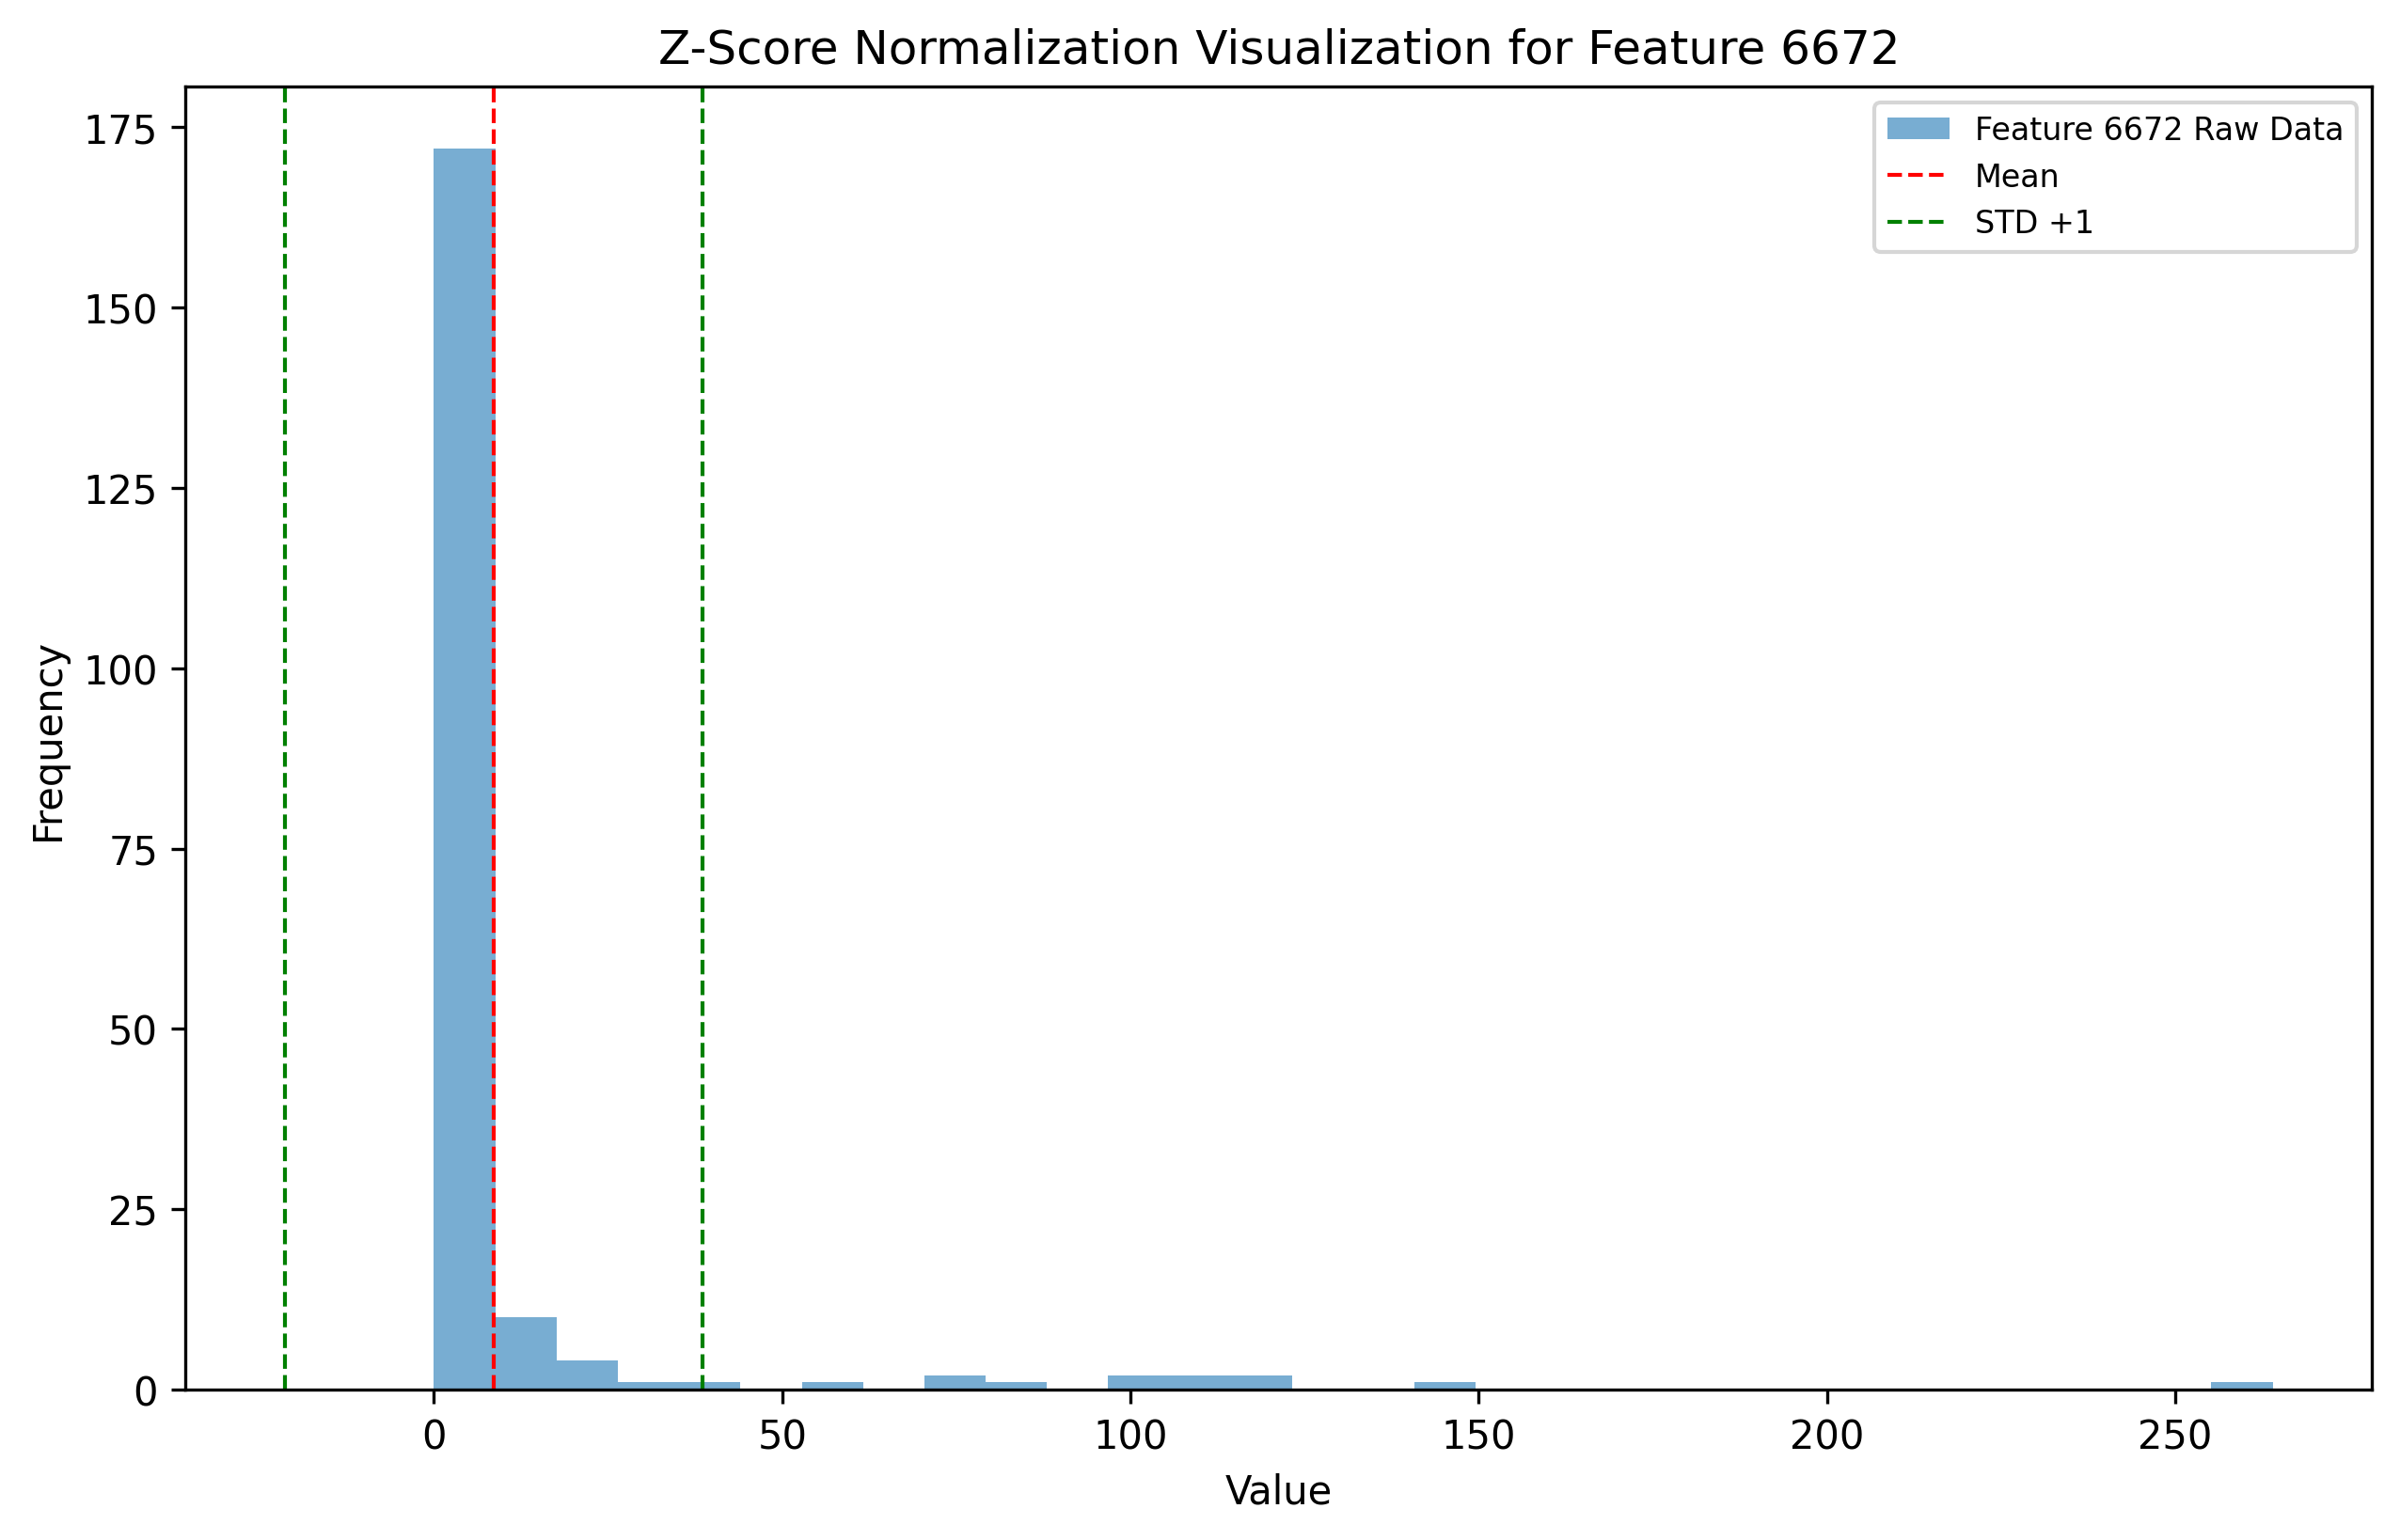 Z-Score Normalization Visualization for Feature 6672
Feature 6672 Raw Data
Mean
STD +1
175
150
125
100
75
50
25
0
Frequency
0 50 100 150 200 250
Value